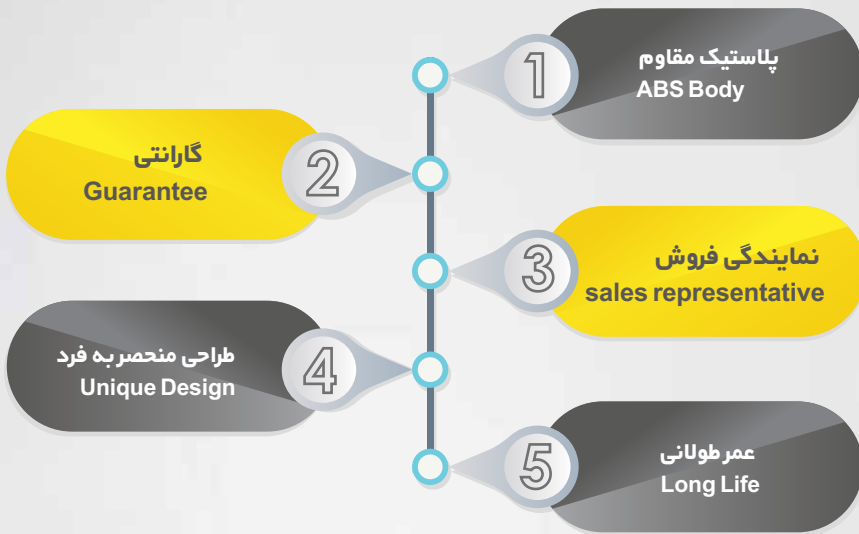 1
پلاستیک مقاوم
ABS Body
2
گارانتی
Guarantee
3
نمایندگی فروش
sales representative
4
طراحی منحصر به فرد
Unique Design
5
عمر طولانی
Long Life